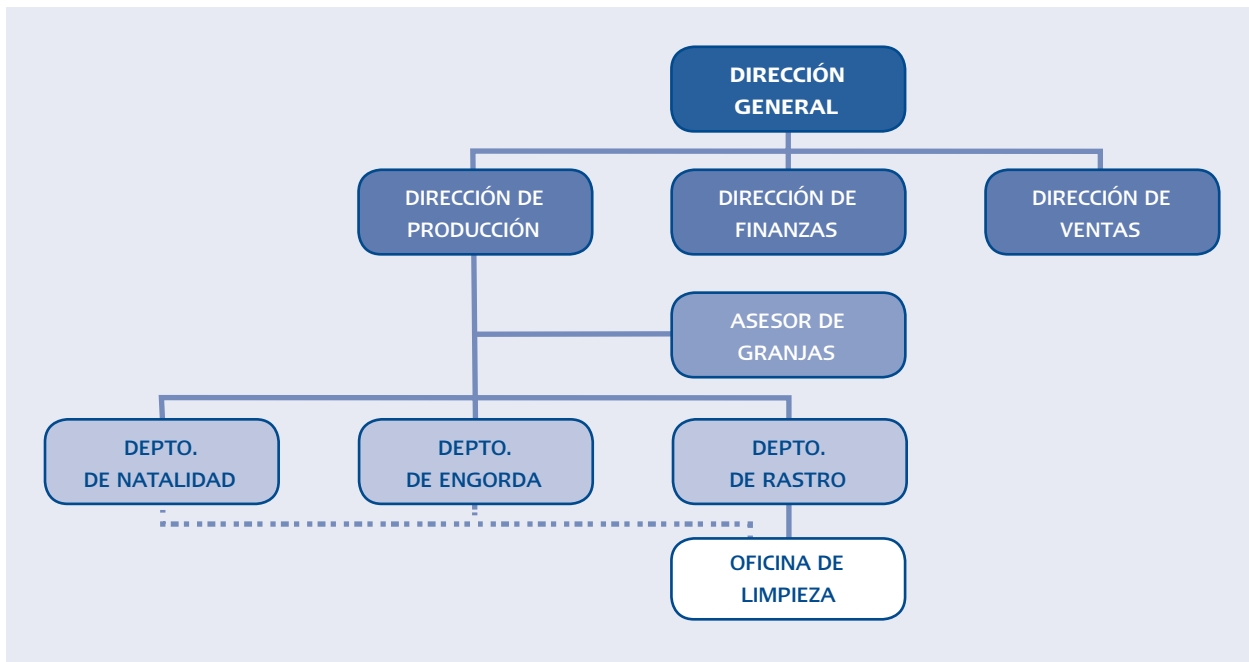 DIRECCIÓN
GENERAL
DIRECCIÓN DE
PRODUCCIÓN
DIRECCIÓN DE
FINANZAS
DIRECCIÓN DE
VENTAS
ASESOR DE
GRANJAS
DEPTO.
DE NATALIDAD
DEPTO.
DE ENGORDA
DEPTO.
DE RASTRO
OFICINA DE
LIMPIEZA